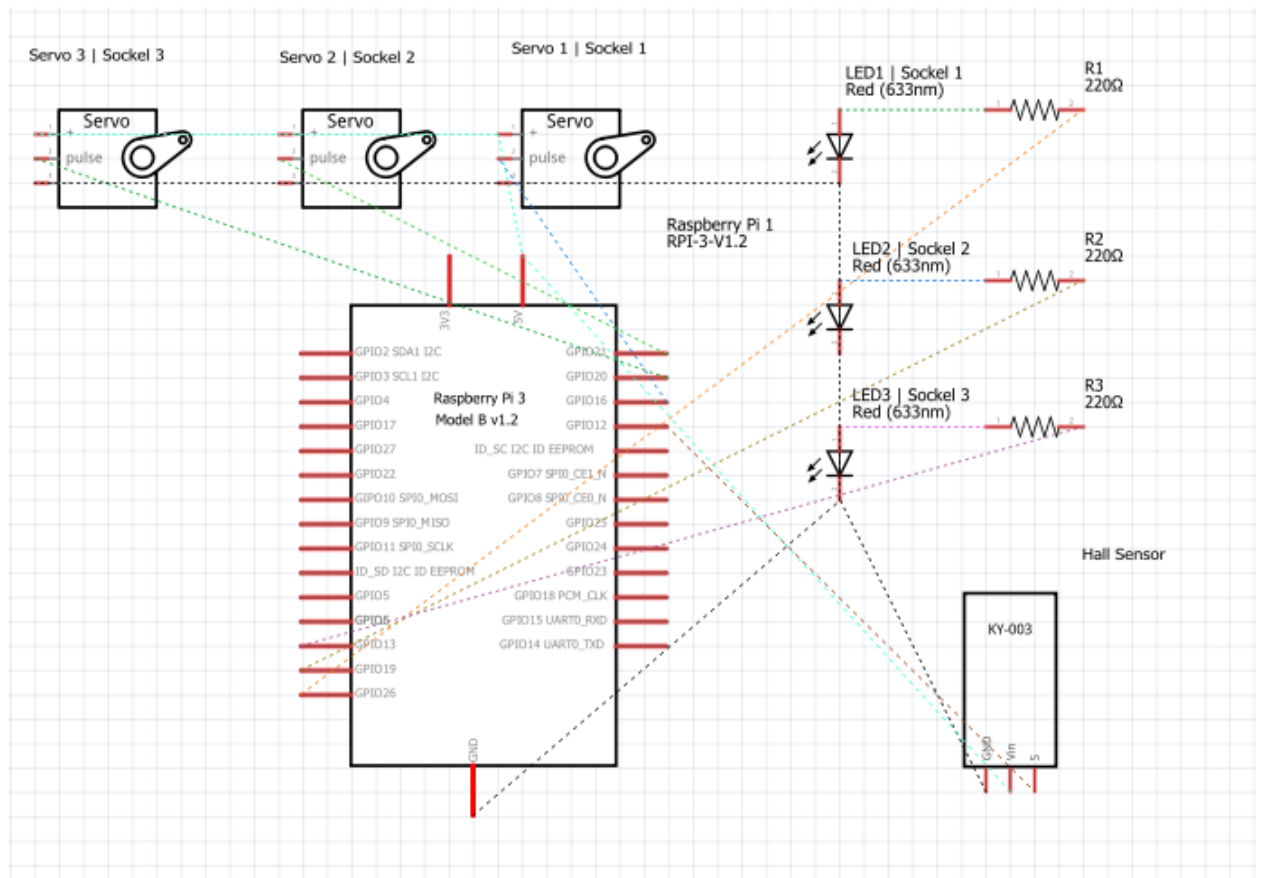 Servo 3 | Sockel 3
Servo 2 | Sockel 2
Servo 1 | Sockel 1
LED1 | Sockel 1
Red (633nm)
R1
220Ω
Servo
+
pulse
Servo
+
pulse
Servo
+
pulse
Raspberry Pi 1
RPI-3-V1.2
LED2 | Sockel 2
Red (633nm)
R2
220Ω
3V3
5V
GPIO2 SDA1 I2C
GPIO21
GPIO3 SCL1 I2C
GPIO20
GPIO4
GPIO16
GPIO17
GPIO12
GPIO27
ID_SC I2C ID EEPROM
GPIO22
GPIO7 SPI0_CE1_N
GIPO10 SPI0_MOSI
GPIO8 SPI0_CE0_N
GPIO9 SPI0_MISO
GPIO25
GPIO11 SPI0_SCLK
GPIO24
ID_SD I2C ID EEPROM
GPIO23
GPIO5
GPIO18 PCM_CLK
GPIO6
GPIO15 UART0_RXD
GPIO13
GPIO14 UART0_TXD
GPIO19
GPIO26
Raspberry Pi 3
Model B v1.2
GND
LED3 | Sockel 3
Red (633nm)
R3
220Ω
Hall Sensor
KY-003
GND
Vin
S